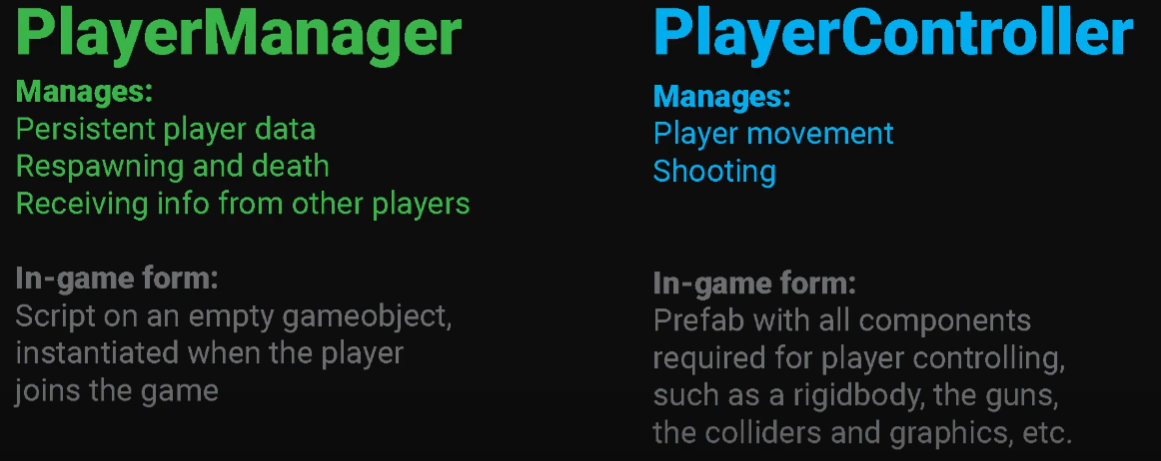 PlayerManager
Manages:
Persistent player data
Respawning and death
Receiving info from other players
In-game form:
Script on an empty gameobject,
instantiated when the player
joins the game
PlayerController
Manages:
Player movement
Shooting
In-game form:
Prefab with all components
required for player controlling,
such as a rigidbody, the guns,
the colliders and graphics, etc.